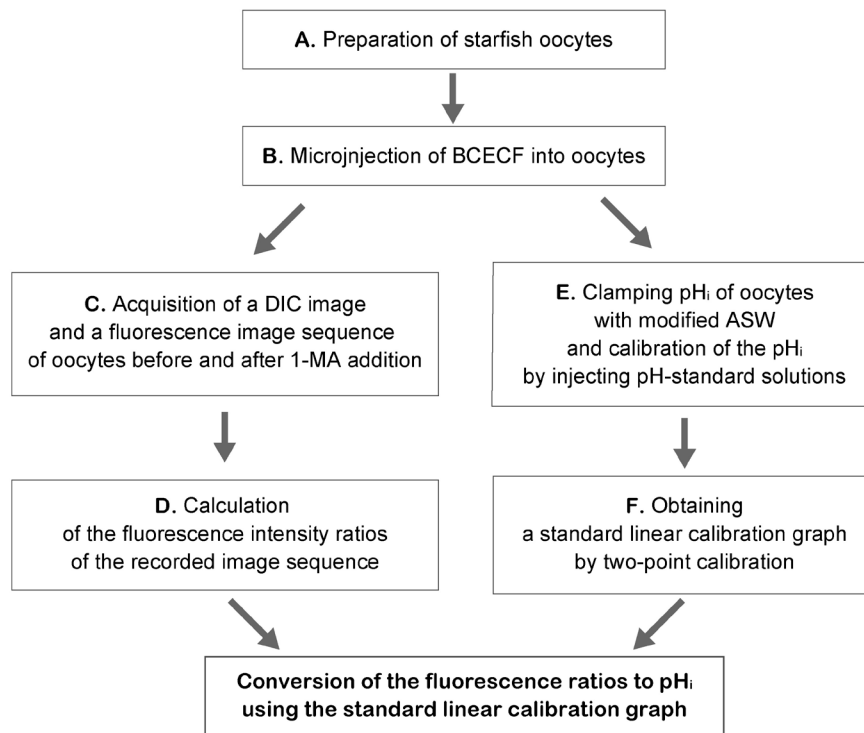 A. Preparation of starfish oocytes
B. Microjnjection of BCECF into oocytes
C. Acquisition of a DIC image
and a fluorescence image sequence
of oocytes before and after 1-MA addition
E. Clamping pHᵢ of oocytes
with modified ASW
and calibration of the pHᵢ
by injecting pH-standard solutions
D. Calculation
of the fluorescence intensity ratios
of the recorded image sequence
F. Obtaining
a standard linear calibration graph
by two-point calibration
Conversion of the fluorescence ratios to pHᵢ
using the standard linear calibration graph